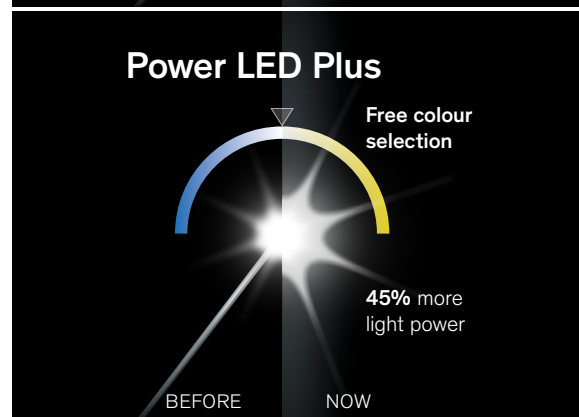 Power LED Plus
Free colour
selection
45% more
light power
BEFORE
NOW